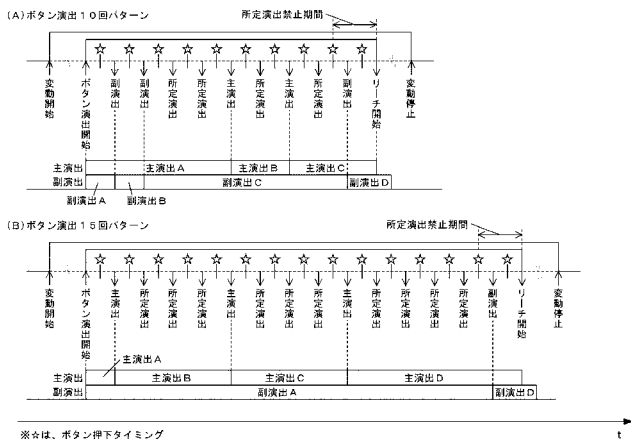 (A)ボタン演出10回パターン
所定演出禁止期間
☆ ☆ ☆ ☆ ☆ ☆ ☆ ☆ ☆ ☆
変動開始
ボタン演出開始
副演出
副演出
所定演出
所定演出
主演出
所定演出
主演出
所定演出
副演出
リーチ開始
変動停止
主演出 主演出A 主演出B 主演出C
副演出 副演出C 副演出D
副演出A 副演出B
(B)ボタン演出15回パターン
所定演出禁止期間
☆ ☆ ☆ ☆ ☆ ☆ ☆ ☆ ☆ ☆ ☆ ☆ ☆ ☆ ☆
変動開始
ボタン演出開始
主演出
所定演出
所定演出
所定演出
主演出
所定演出
所定演出
所定演出
主演出
所定演出
所定演出
所定演出
所定演出
副演出
リーチ開始
変動停止
主演出A
主演出 主演出B 主演出C 主演出D
副演出 副演出A 副演出D
※☆は、ボタン押下タイミング
t